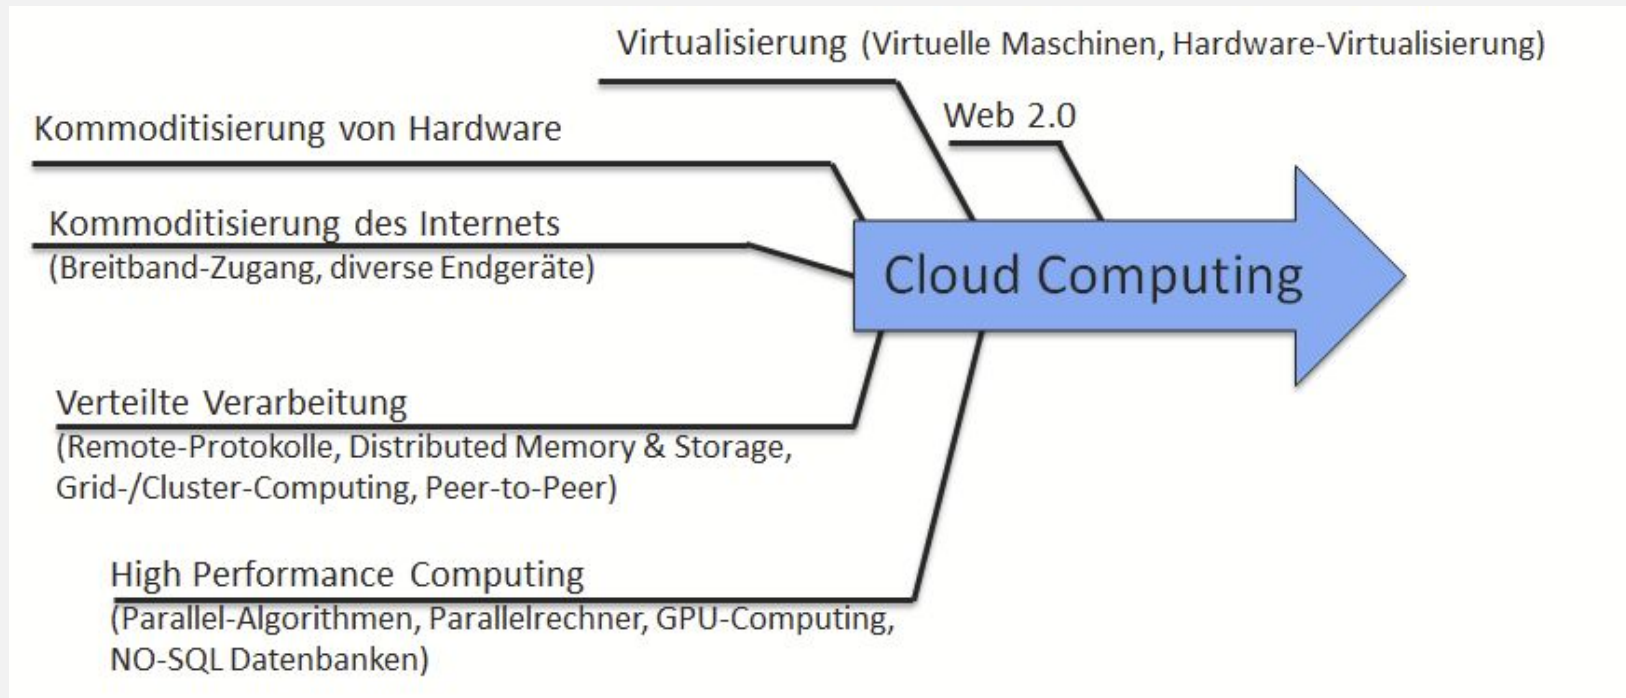 Virtualisierung (Virtuelle Maschinen, Hardware-Virtualisierung)
Web 2.0
Kommoditisierung von Hardware
Kommoditisierung des Internets
(Breitband-Zugang, diverse Endgeräte)
Cloud Computing
Verteilte Verarbeitung
(Remote-Protokolle, Distributed Memory & Storage,
Grid-/Cluster-Computing, Peer-to-Peer)
High Performance Computing
(Parallel-Algorithmen, Parallelrechner, GPU-Computing,
NO-SQL Datenbanken)